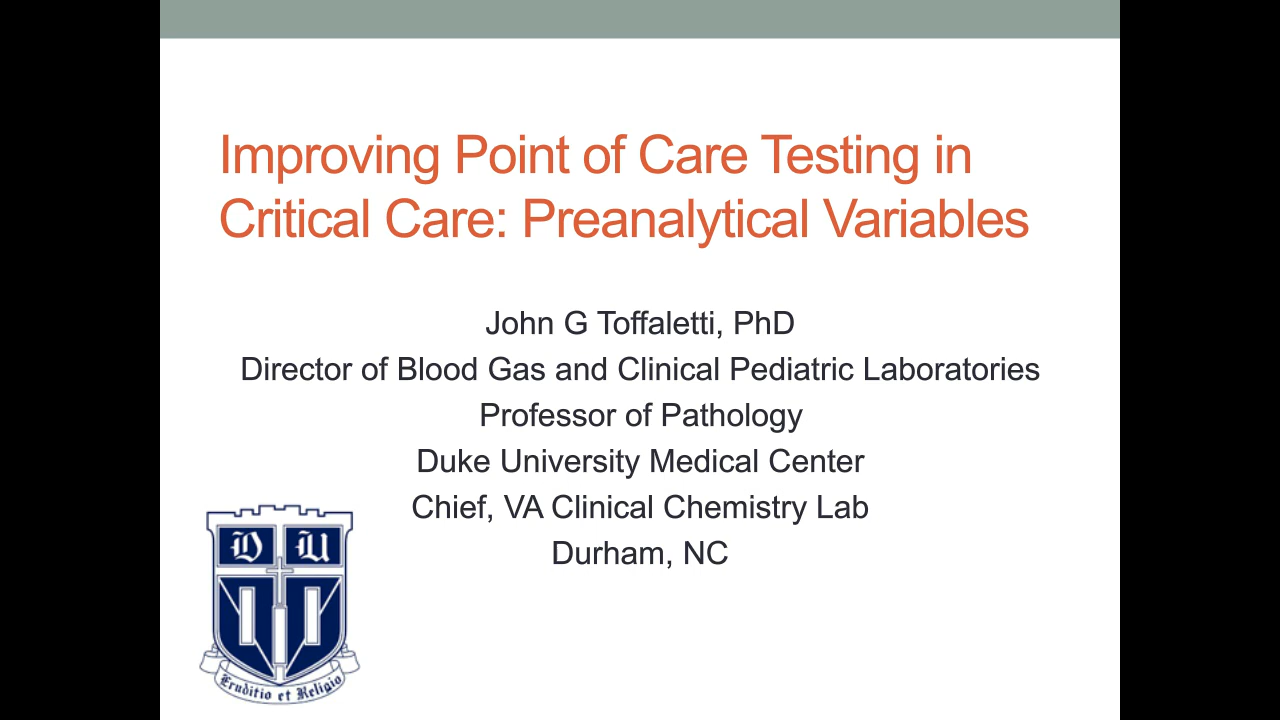 Improving Point of Care Testing in
Critical Care: Preanalytical Variables
John G Toffaletti, PhD
Director of Blood Gas and Clinical Pediatric Laboratories
Professor of Pathology
Duke University Medical Center
Chief, VA Clinical Chemistry Lab
Durham, NC
D U
Eruditio et Religio